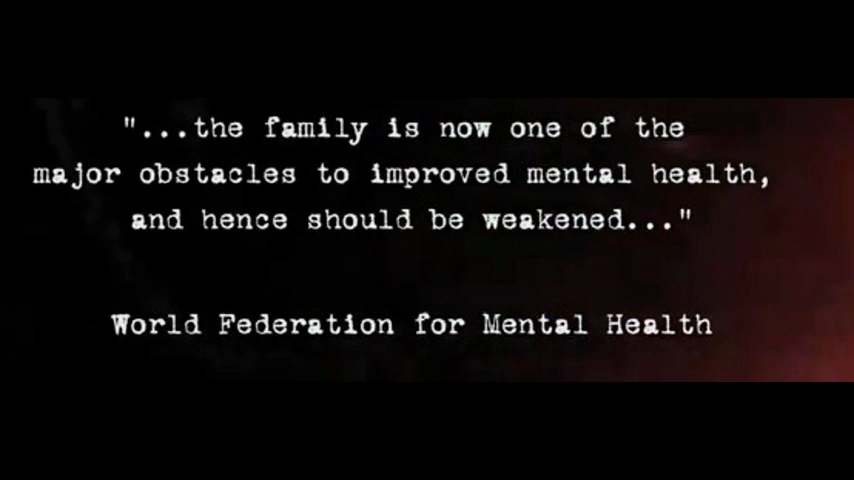 "...the family is now one of the
major obstacles to improved mental health,
and hence should be weakened..."
World Federation for Mental Health